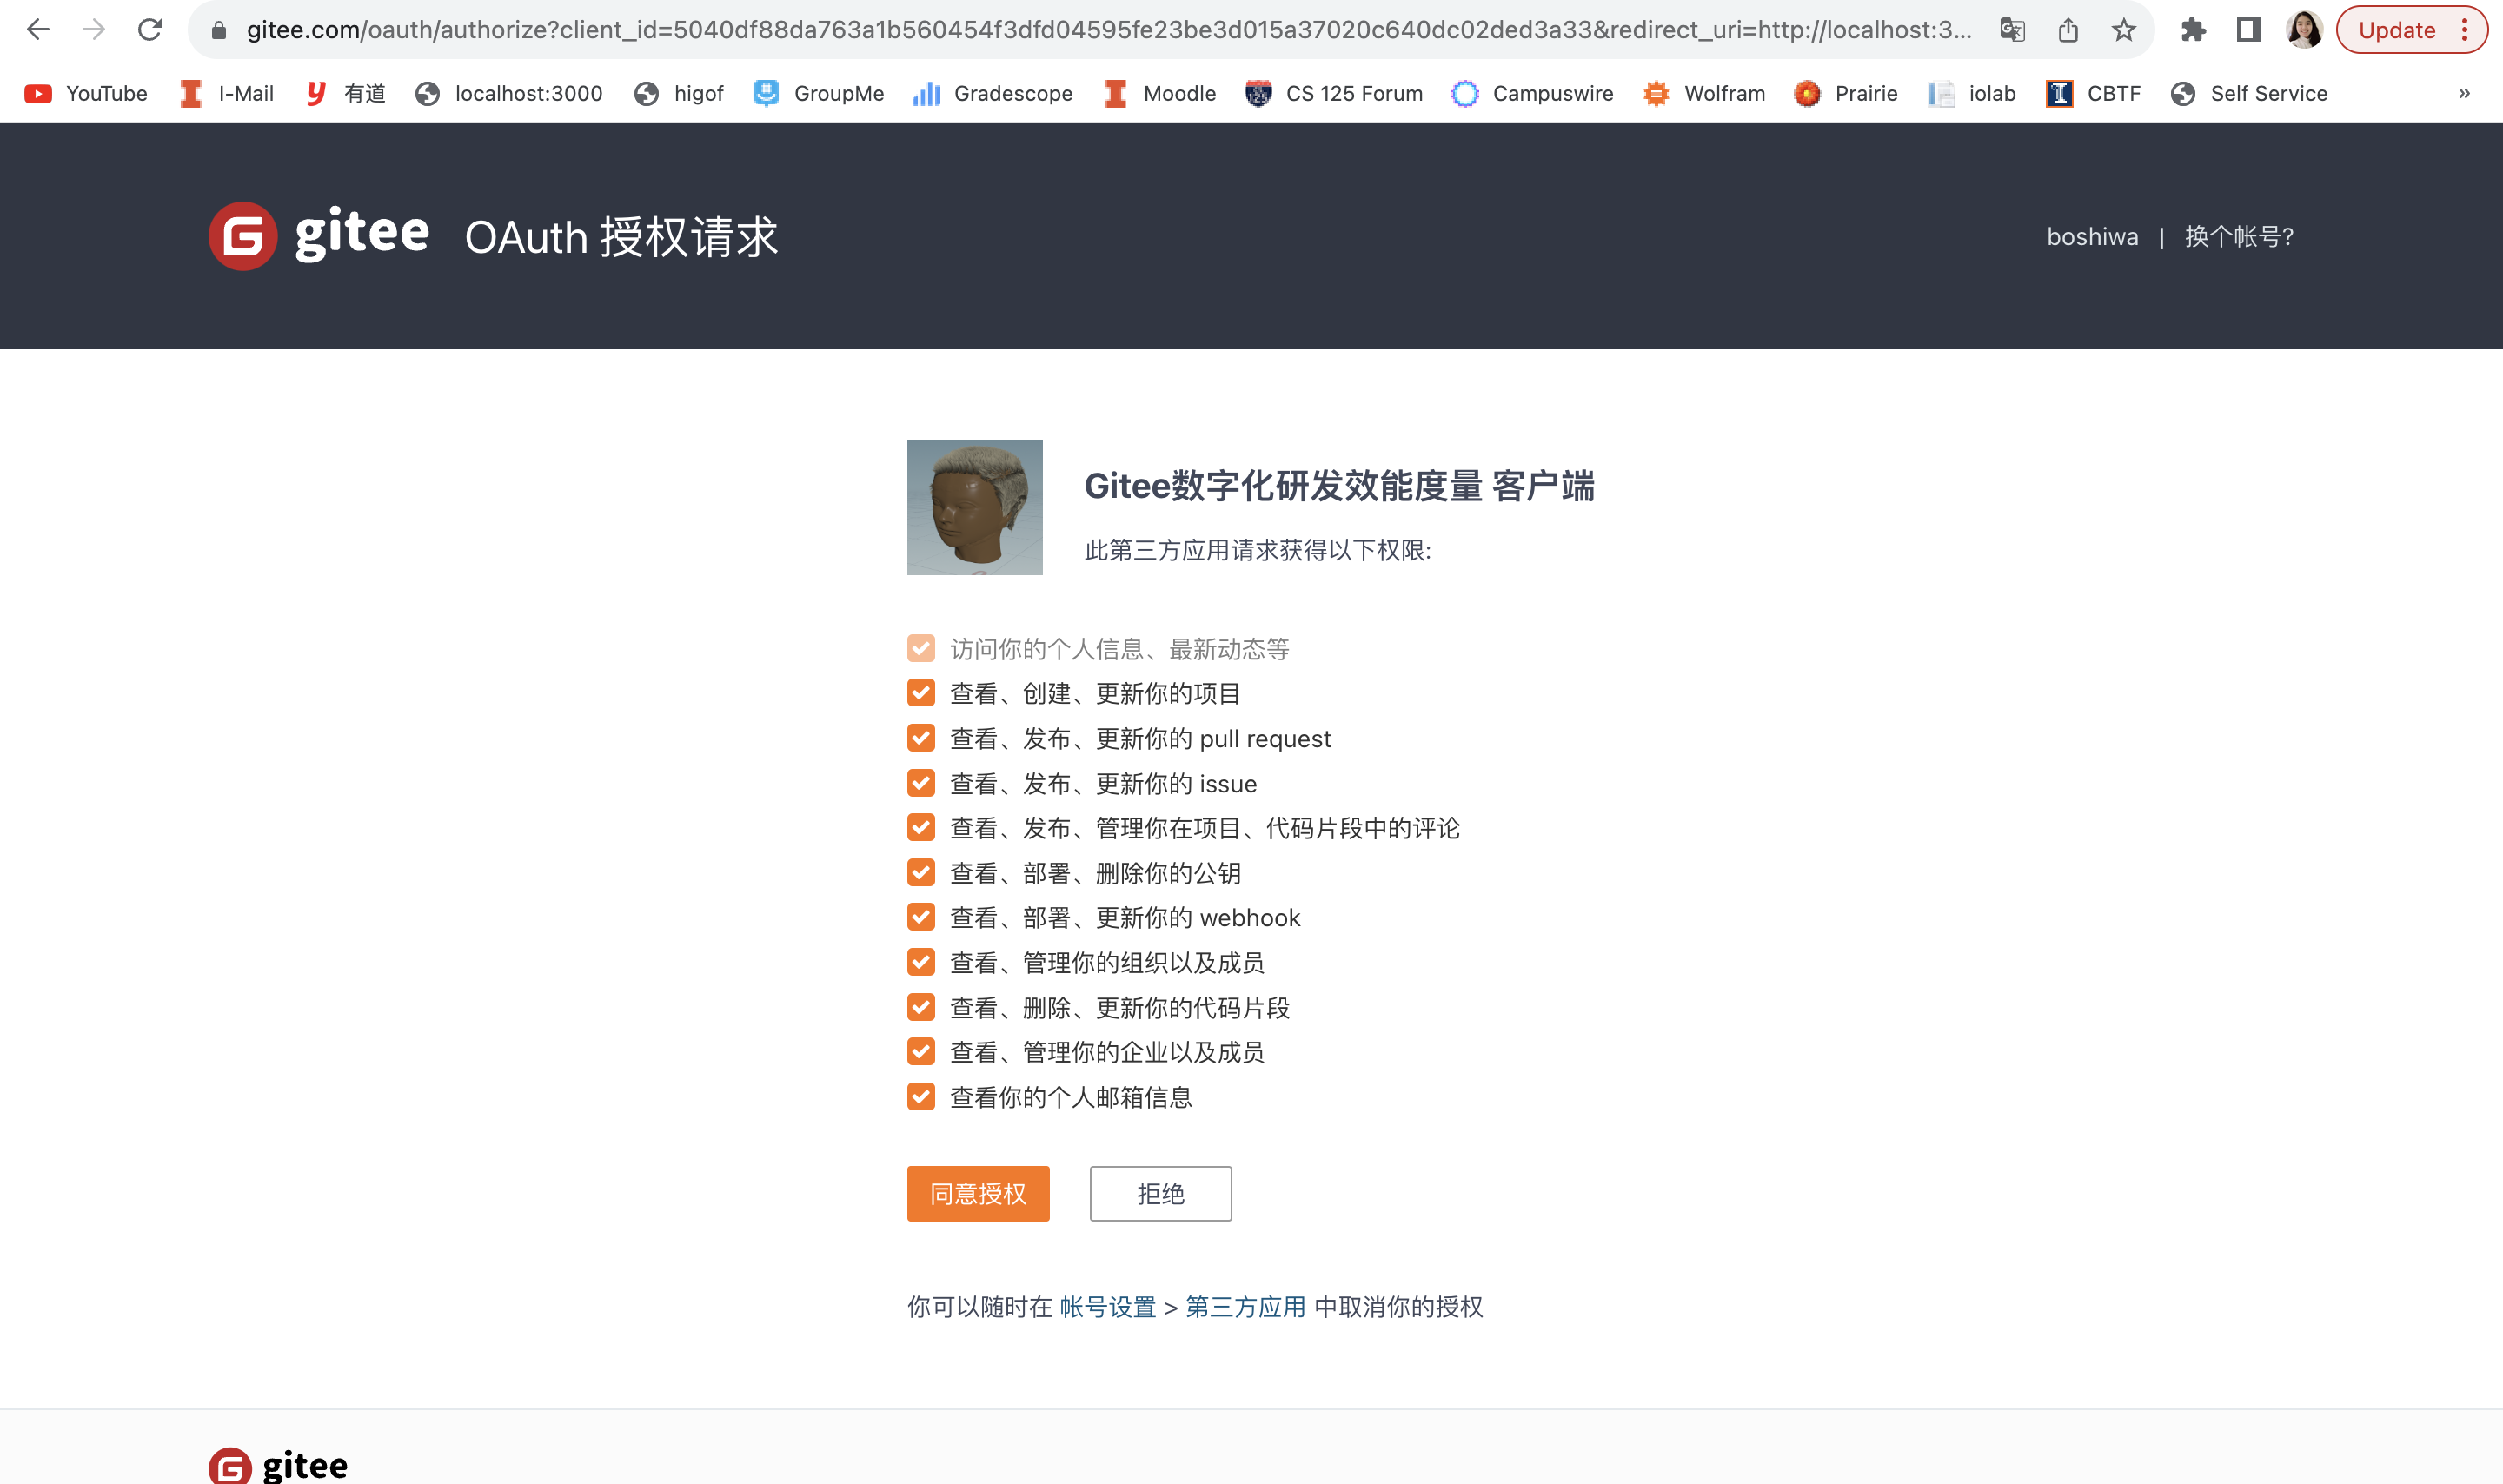 gitee.com/oauth/authorize?client_id=5040df88da763a1b560454f3dfd04595fe23be3d015a37020c640dc02ded3a33&redirect_uri=http://localhost:3...
Update
YouTube
I-Mail
有道
localhost:3000
higof
GroupMe
Gradescope
Moodle
CS 125 Forum
Campuswire
Wolfram
Prairie
iolab
CBTF
Self Service
»
gitee OAuth 授权请求
boshiwa | 换个帐号?
Gitee数字化研发效能度量 客户端
此第三方应用请求获得以下权限:
访问你的个人信息、最新动态等
查看、创建、更新你的项目
查看、发布、更新你的 pull request
查看、发布、更新你的 issue
查看、发布、管理你在项目、代码片段中的评论
查看、部署、删除你的公钥
查看、部署、更新你的 webhook
查看、管理你的组织以及成员
查看、删除、更新你的代码片段
查看、管理你的企业以及成员
查看你的个人邮箱信息
同意授权
拒绝
你可以随时在 帐号设置 > 第三方应用 中取消你的授权
gitee